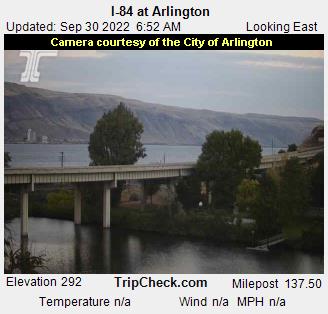 I-84 at Arlington
Updated: Sep 30 2022 6:52 AM Looking East
Camera courtesy of the City of Arlington
Elevation 292 TripCheck.com Milepost 137.50
Temperature n/a Wind n/a MPH n/a